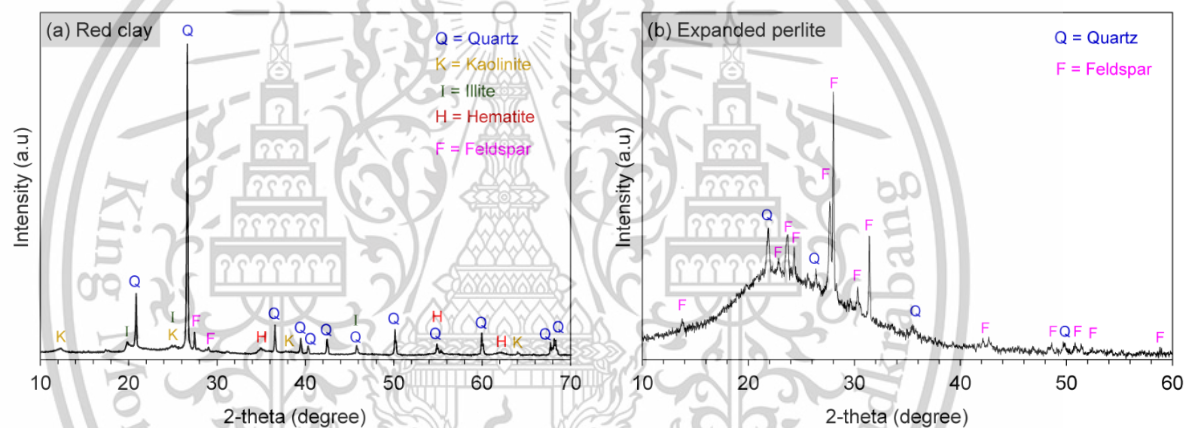 (a) Red clay
Q = Quartz
K = Kaolinite
I = Illite
H = Hematite
F = Feldspar
Q
K
I
Q
I
K
F
F
H
Q
K
Q
Q
Q
I
Q
Q
H
Q
Q
H
K
Q
Q
Intensity (a.u)
10 20 30 40 50 60 70
2-theta (degree)
(b) Expanded perlite
Q = Quartz
F = Feldspar
F
Q
F
F
F
Q
F
F
F
F
Q
F
F
Q
F
F
F
Intensity (a.u)
10 20 30 40 50 60
2-theta (degree)
King